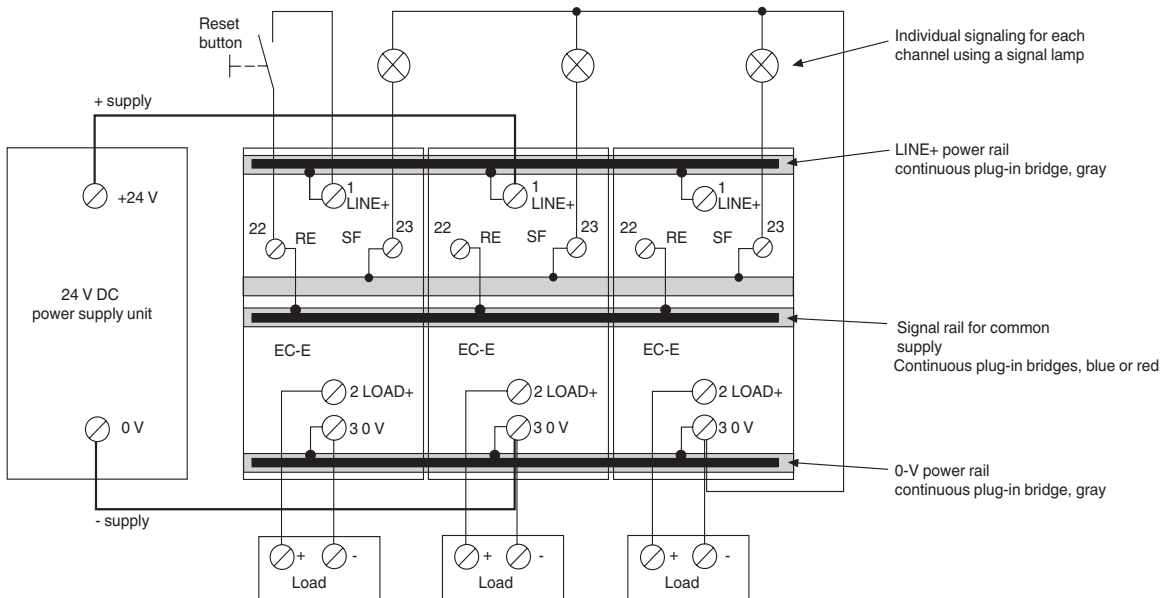 Reset
button
Individual signaling for each
channel using a signal lamp
+ supply
LINE+ power rail
continuous plug-in bridge, gray
+24 V
1
LINE+
1
LINE+
1
LINE+
22
RE
SF
23
22
RE
SF
23
22
RE
SF
23
24 V DC
power supply unit
Signal rail for common
supply
Continuous plug-in bridges, blue or red
EC-E
EC-E
EC-E
2 LOAD+
2 LOAD+
2 LOAD+
0 V
3 0 V
3 0 V
3 0 V
0-V power rail
continuous plug-in bridge, gray
- supply
+
-
Load
+
-
Load
+
-
Load